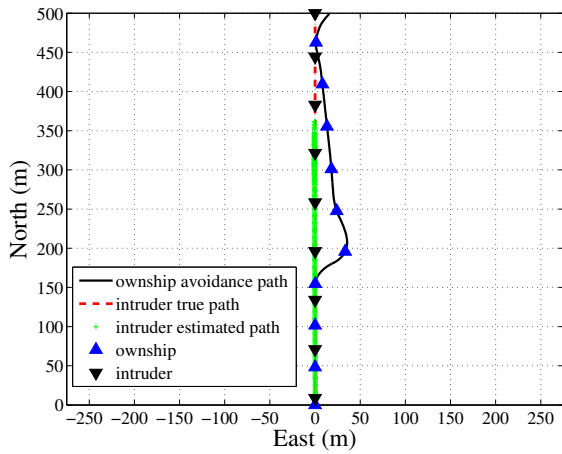 500
450
400
350
300
250
200
150
100
50
0
North (m)
ownship avoidance path
intruder true path
intruder estimated path
ownship
intruder
−250 −200 −150 −100 −50 0 50 100 150 200 250
East (m)